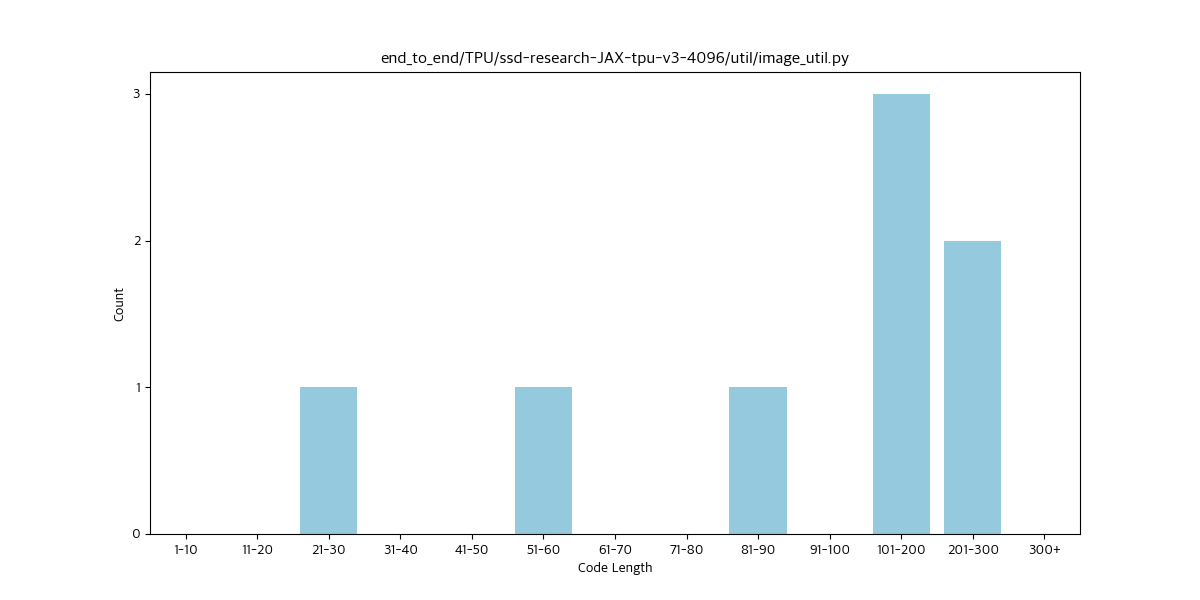 end_to_end/TPU/ssd-research-JAX-tpu-v3-4096/util/image_util.py
3
2
1
0
Count
1-10 11-20 21-30 31-40 41-50 51-60 61-70 71-80 81-90 91-100 101-200 201-300 300+
Code Length